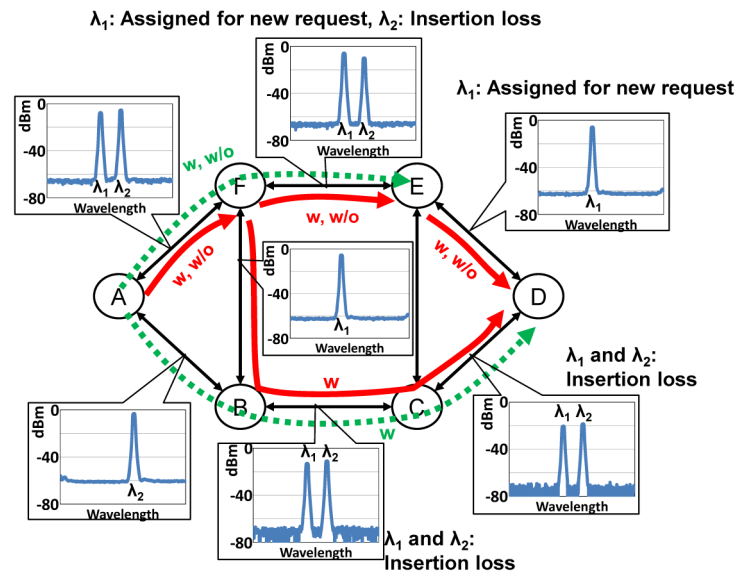 λ1: Assigned for new request, λ2: Insertion loss
dBm
0
-40
-80
λ1 λ2
Wavelength
λ1: Assigned for new request
dBm
0
-40
-80
λ1 λ2
Wavelength
dBm
0
-40
-80
λ1
Wavelength
w, w/o
F
E
w, w/o
w, w/o
w, w/o
dBm
0
-40
-80
λ1
Wavelength
A
D
λ1 and λ2:
Insertion loss
w
B
C
w
dBm
0
-40
-80
λ2
Wavelength
dBm
0
-40
-80
λ1 λ2
Wavelength
dBm
0
-40
-80
λ1 λ2
Wavelength
λ1 and λ2:
Insertion loss